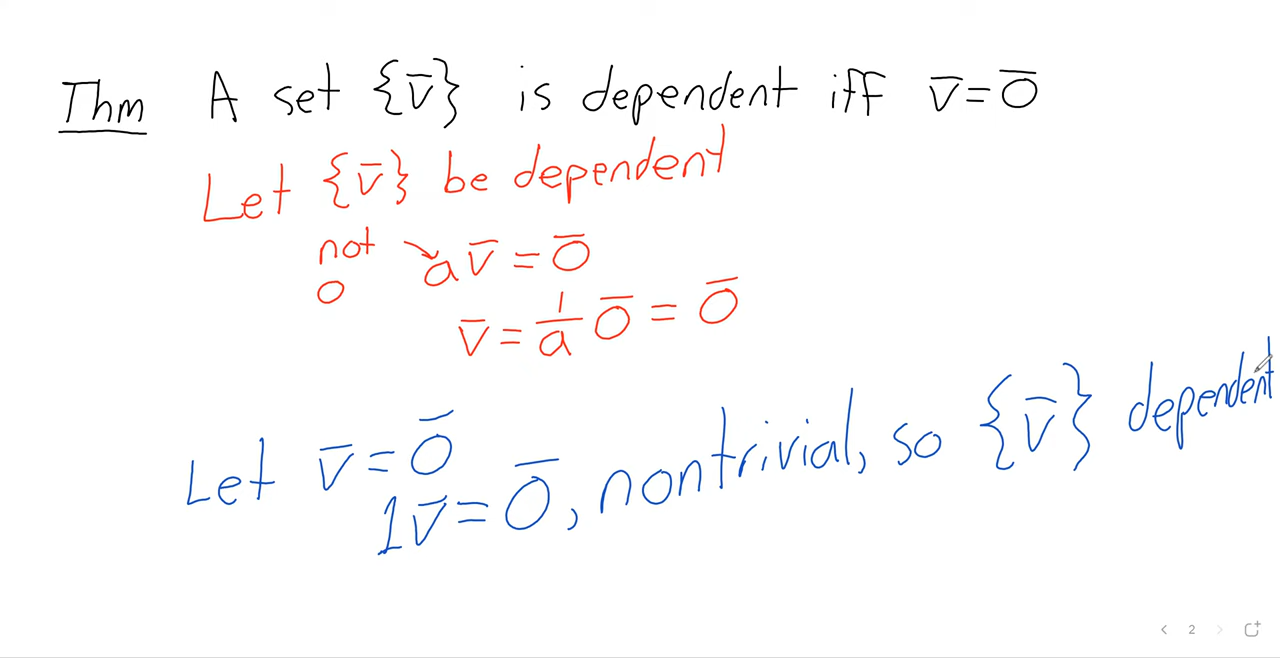 Thm A set {v̄} is dependent iff v̄ = 0̄
Let {v̄} be dependent
not a v̄ = 0̄
0
v̄ = 1/a 0̄ = 0̄
Let v̄ = 0̄
1v̄ = 0̄, nontrivial, so {v̄} dependent
2